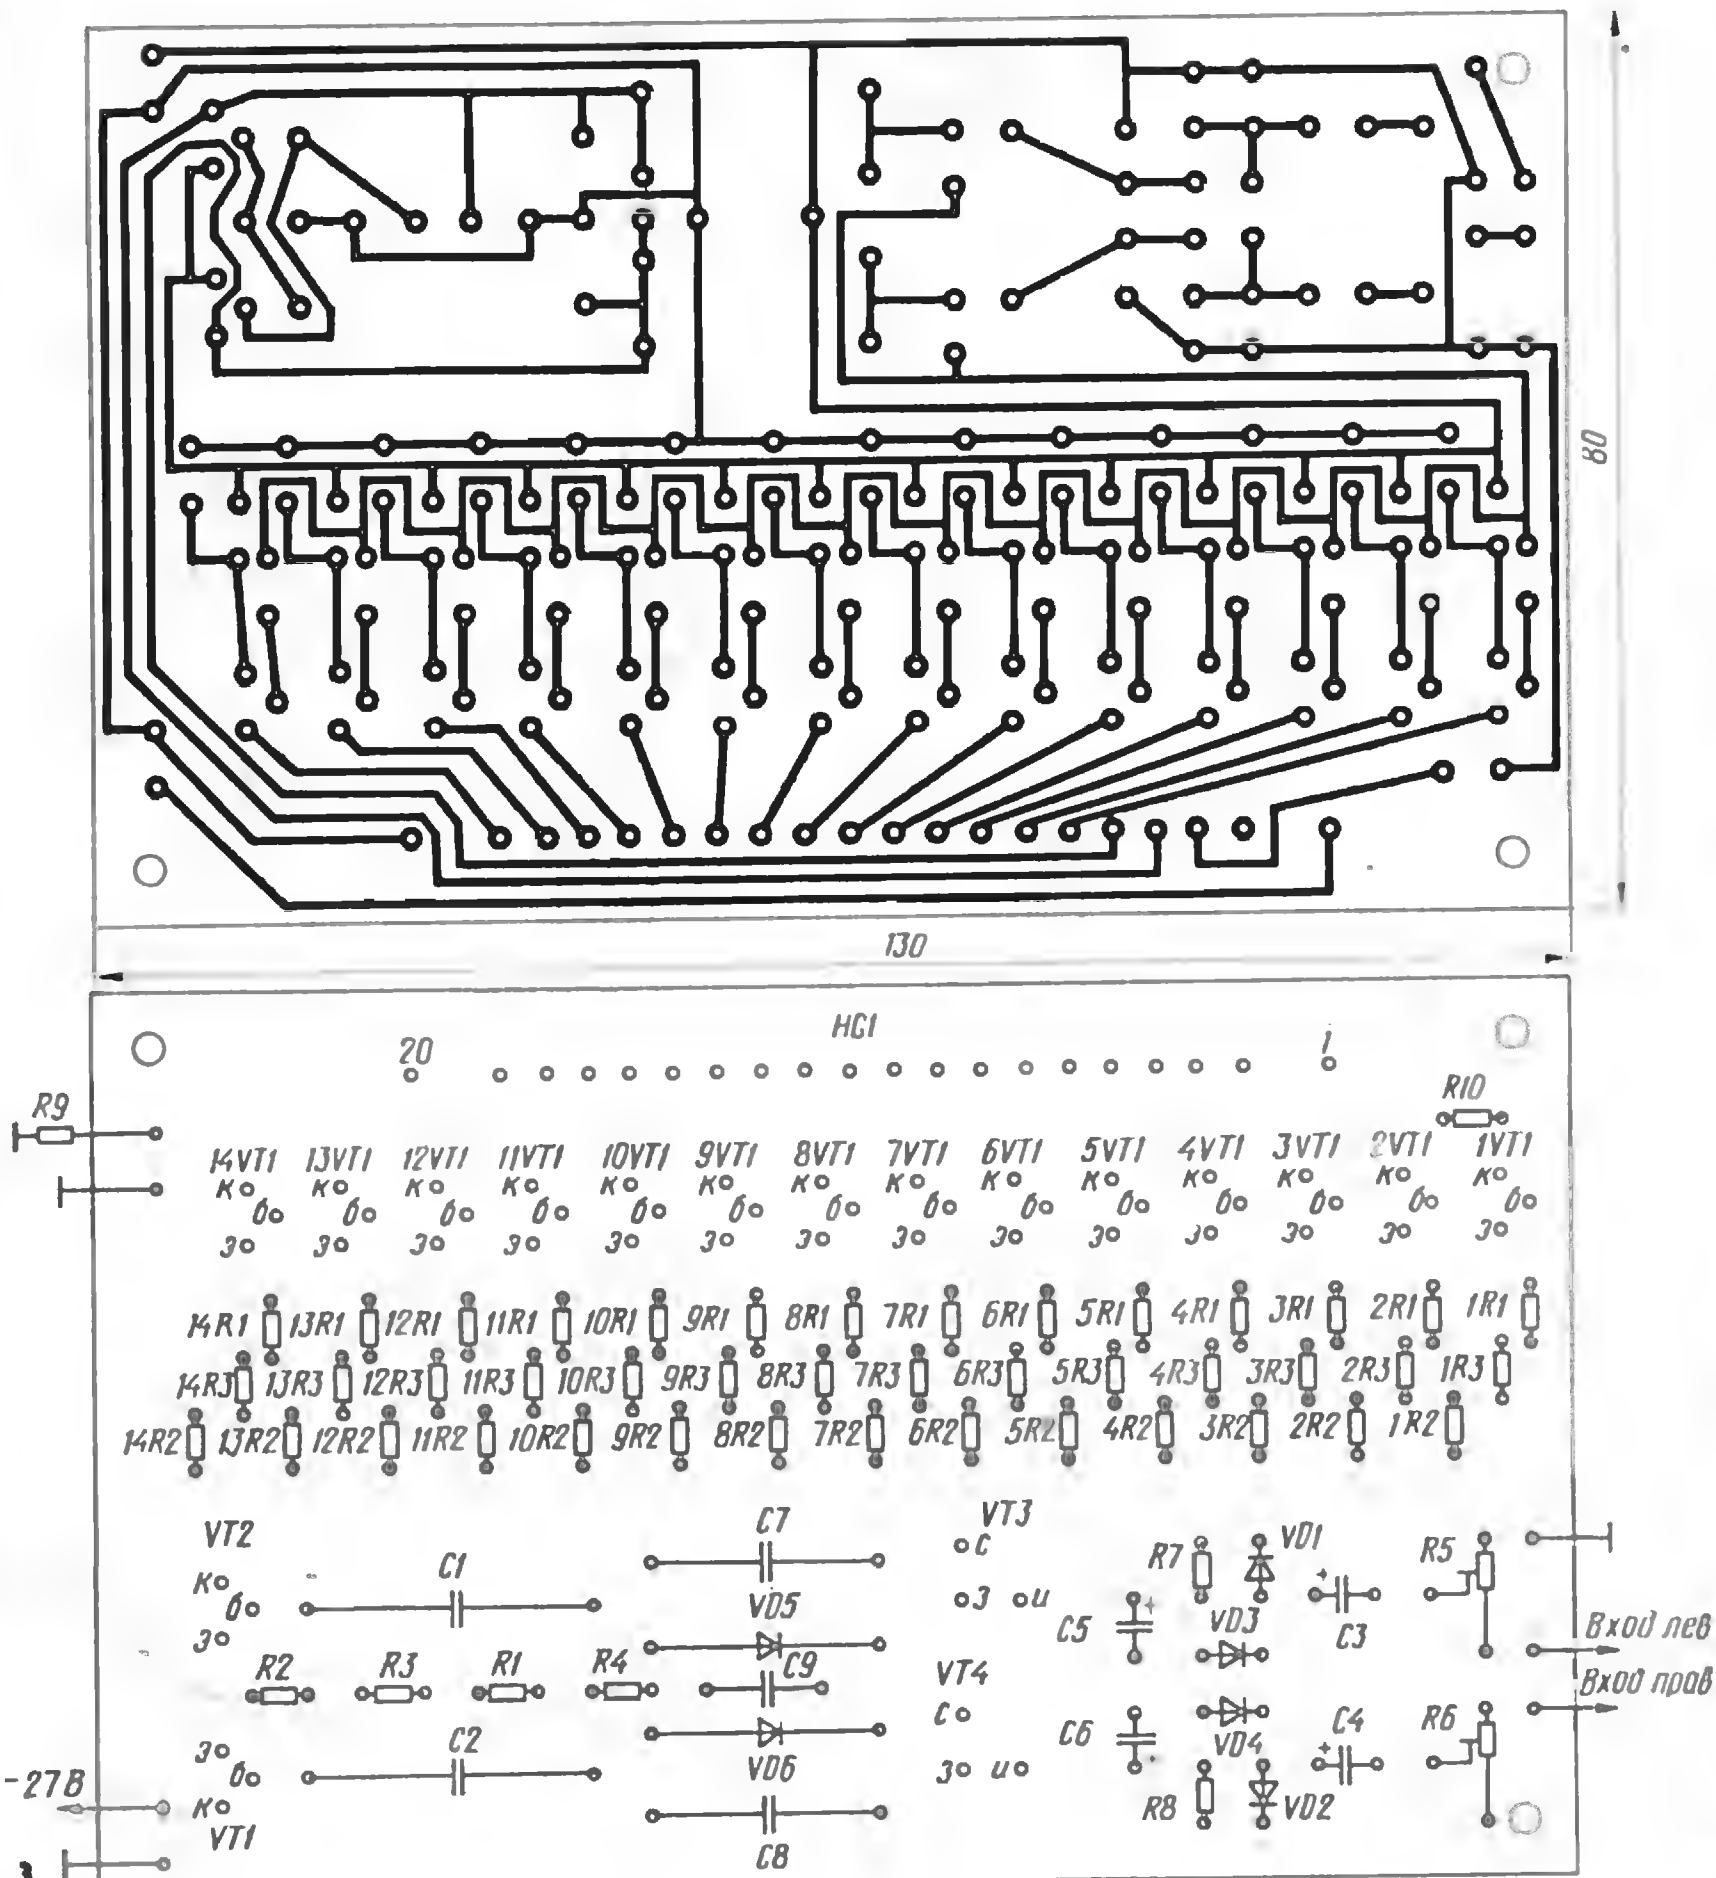 80
130
HG1
20
1
R10
R9
14VT1 13VT1 12VT1 11VT1 10VT1 9VT1 8VT1 7VT1 6VT1 5VT1 4VT1 3VT1 2VT1 1VT1
к к к к к к к к к к к к к к
б б б б б б б б б б б б б б
э э э э э э э э э э э э э э
14R1 13R1 12R1 11R1 10R1 9R1 8R1 7R1 6R1 5R1 4R1 3R1 2R1 1R1
14R3 13R3 12R3 11R3 10R3 9R3 8R3 7R3 6R3 5R3 4R3 3R3 2R3 1R3
14R2 13R2 12R2 11R2 10R2 9R2 8R2 7R2 6R2 5R2 4R2 3R2 2R2 1R2
VT2 C7 VT3
к C1 с R7 VD1 R5
б VD5 з и C5 + VD3 + C3 Вход лев
э
R2 R3 R1 R4 C9 VT4 Вход прав
э C2 с C6 + VD4 + C4 R6
б VD6 з и
-27В к R8 VD2
VT1
C8